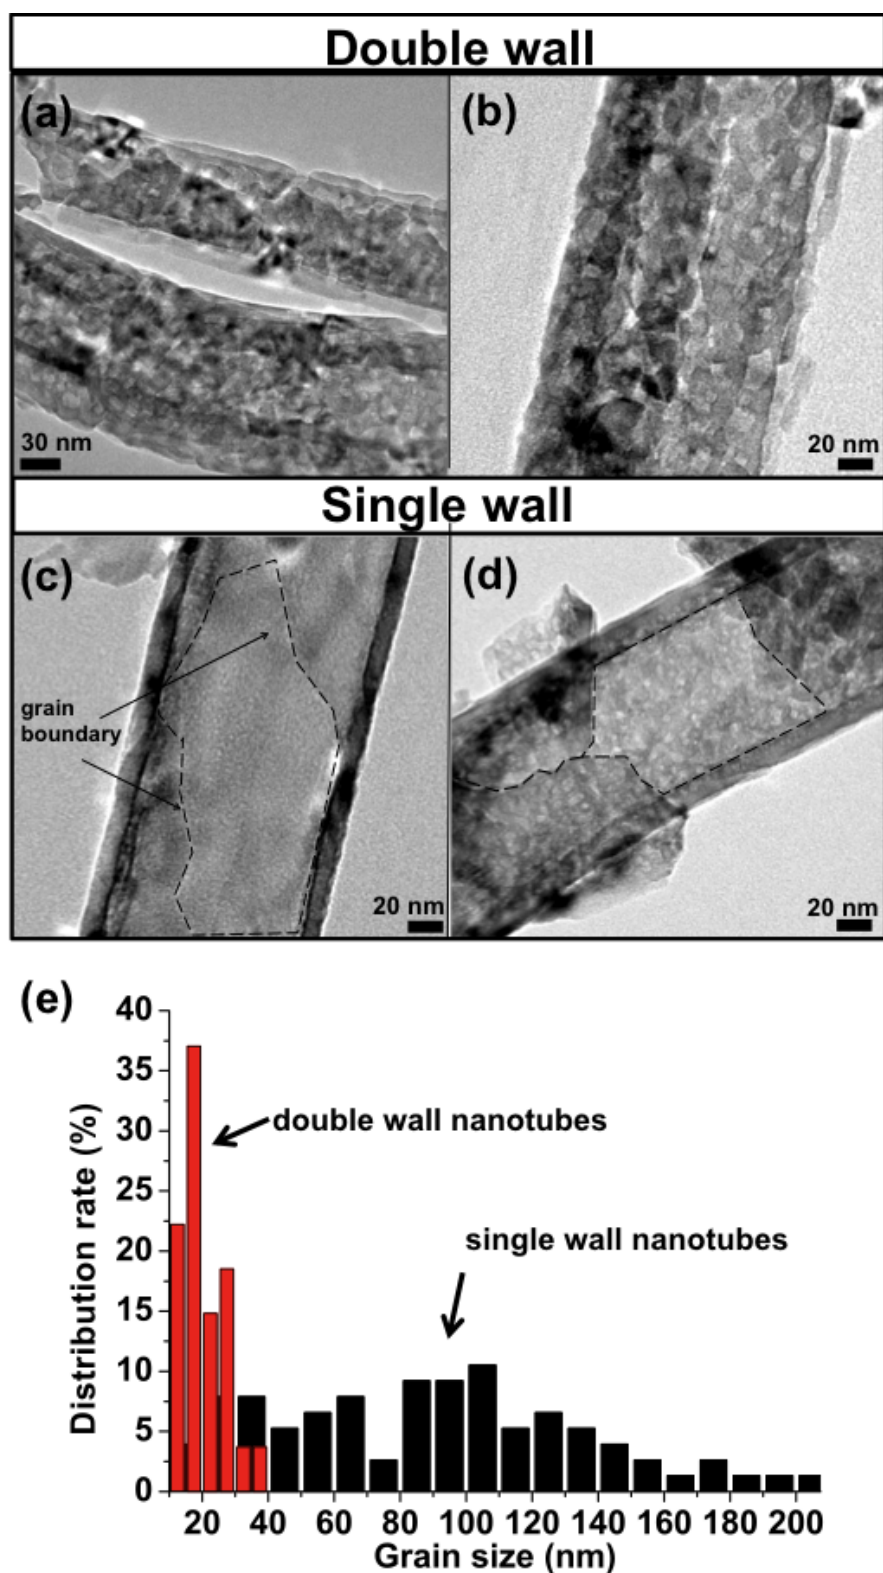 Double wall
(a)
(b)
30 nm
20 nm
Single wall
(c)
(d)
grain
boundary
20 nm
20 nm
(e)
40
35
30
25
20
15
10
5
0
Distribution rate (%)
double wall nanotubes
single wall nanotubes
20 40 60 80 100 120 140 160 180 200
Grain size (nm)